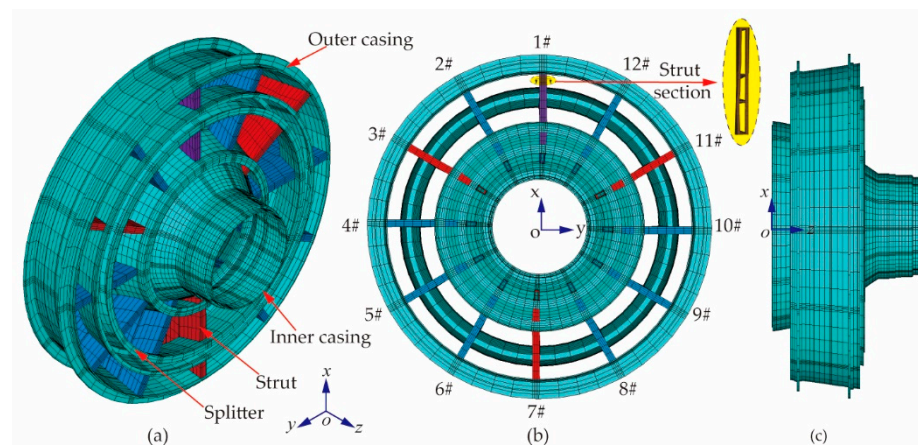 Outer casing
Inner casing
Strut
Splitter
x
y
o
z
(a)
1#
2#
3#
4#
5#
6#
7#
8#
9#
10#
11#
12#
x
o
y
Strut
section
(b)
x
o
(c)